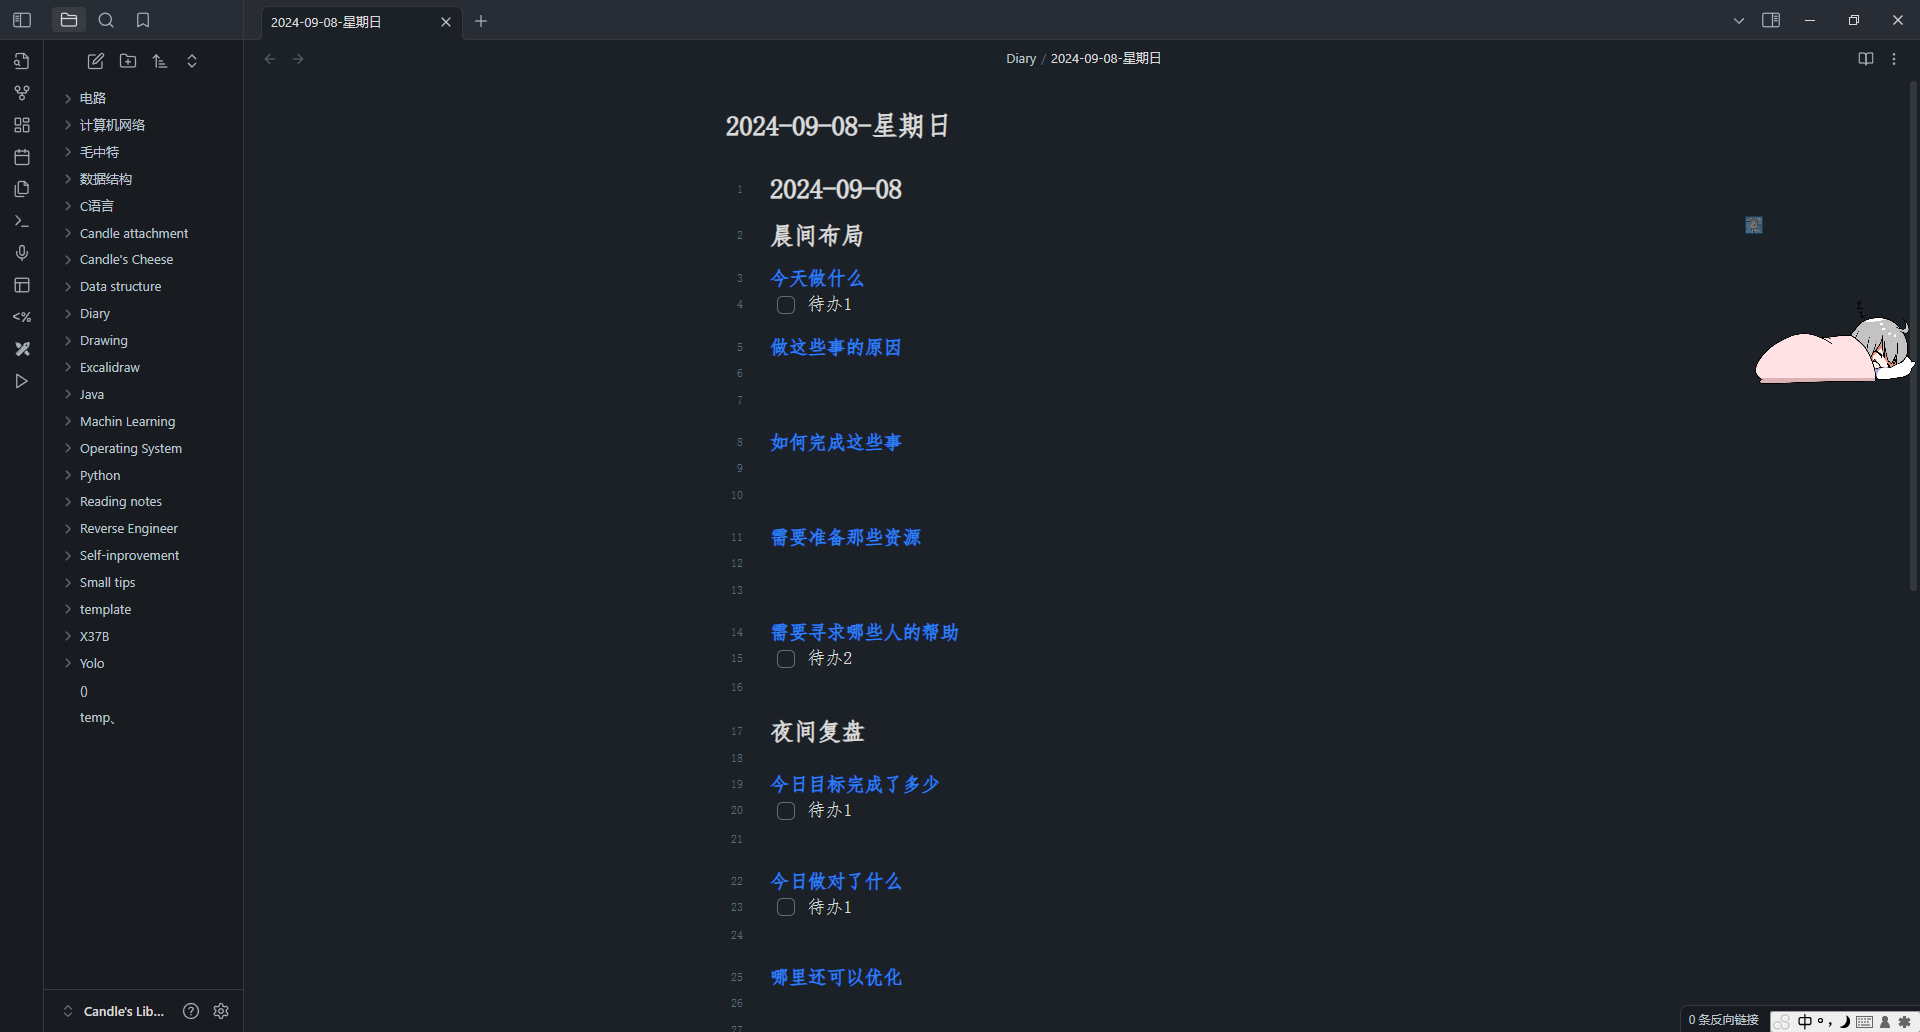 2024-09-08-星期日
Diary / 2024-09-08-星期日
电路
计算机网络
毛中特
数据结构
C语言
Candle attachment
Candle's Cheese
Data structure
Diary
Drawing
Excalidraw
Java
Machin Learning
Operating System
Python
Reading notes
Reverse Engineer
Self-inprovement
Small tips
template
X37B
Yolo
()
temp、
Candle's Lib...
2024-09-08-星期日
1 2024-09-08
2 晨间布局
3 今天做什么
4 待办1
5 做这些事的原因
6
7
8 如何完成这些事
9
10
11 需要准备那些资源
12
13
14 需要寻求哪些人的帮助
15 待办2
16
17 夜间复盘
18
19 今日目标完成了多少
20 待办1
21
22 今日做对了什么
23 待办1
24
25 哪里还可以优化
26
27
0 条反向链接
中